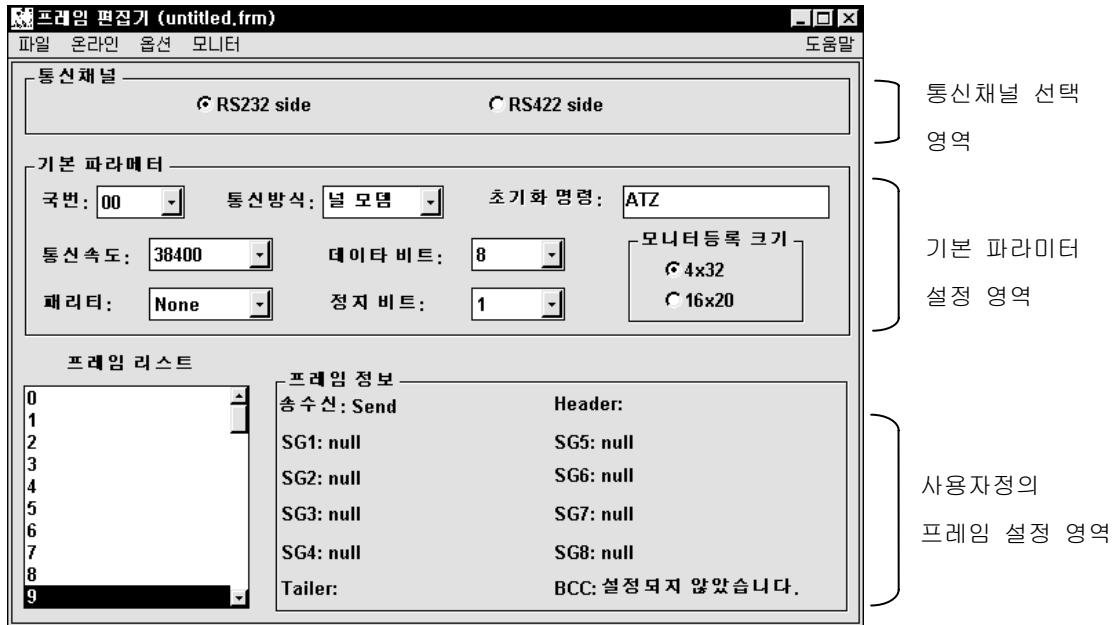 프레임 편집기 (untitled.frm)
파일 온라인 옵션 모니터 도움말
통신채널
RS232 side RS422 side
통신채널 선택
영역
기본 파라메터
국번: 00 통신방식: 널 모뎀 초기화 명령: ATZ
통신속도: 38400 데이타 비트: 8
모니터등록 크기
4x32
16x20
패리티: None 정지 비트: 1
기본 파라미터
설정 영역
프레임 리스트
0
1
2
3
4
5
6
7
8
9
프레임 정보
송수신: Send Header:
SG1: null SG5: null
SG2: null SG6: null
SG3: null SG7: null
SG4: null SG8: null
Tailer: BCC: 설정되지 않았습니다.
사용자정의
프레임 설정 영역